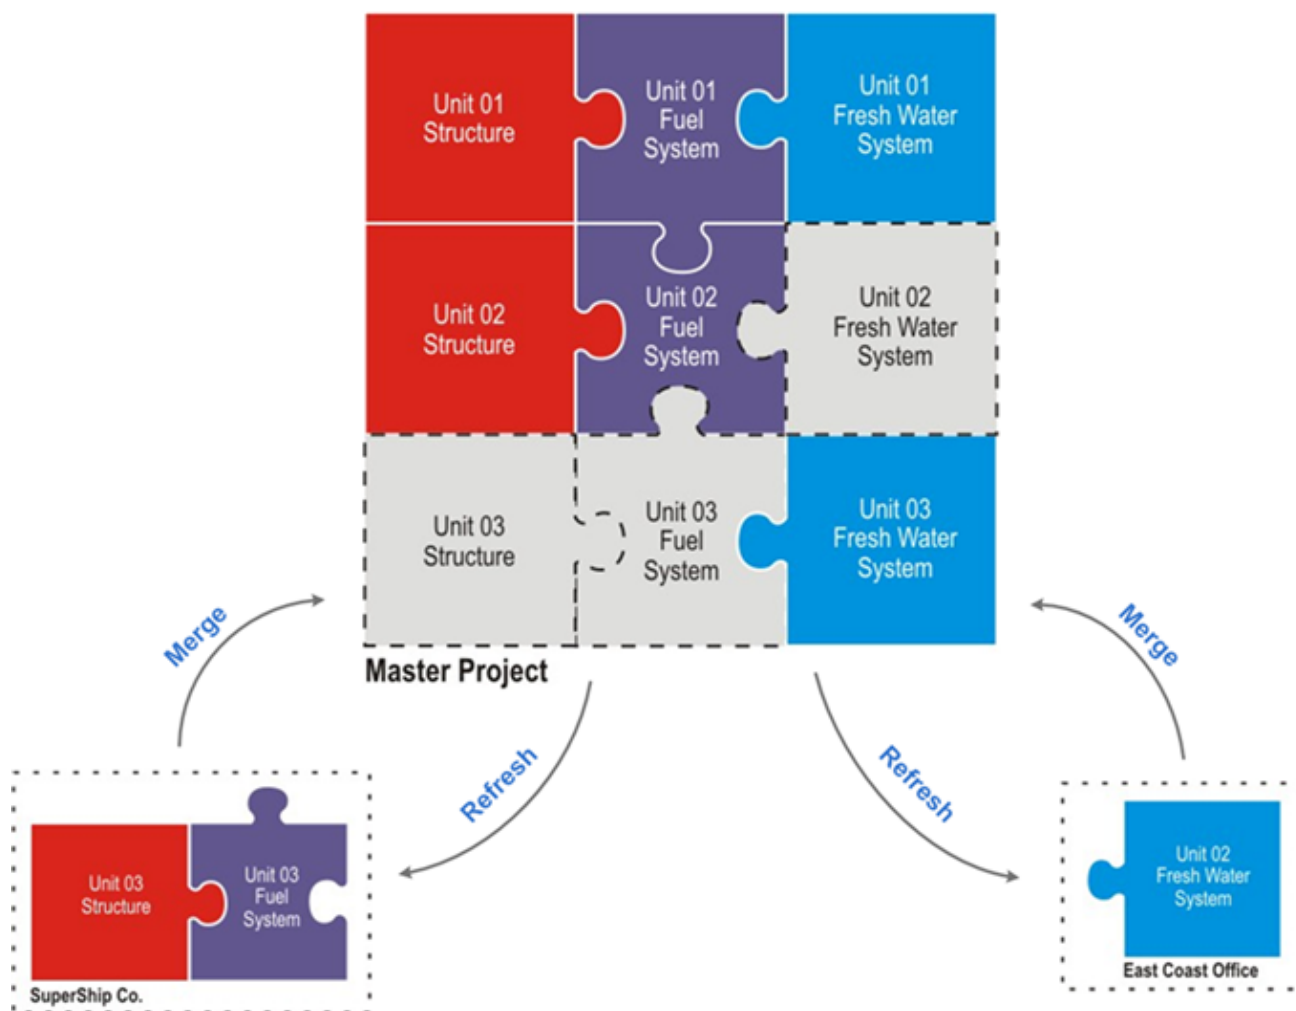 Unit 01
Structure
Unit 01
Fuel
System
Unit 01
Fresh Water
System
Unit 02
Structure
Unit 02
Fuel
System
Unit 02
Fresh Water
System
Unit 03
Structure
Unit 03
Fuel
System
Unit 03
Fresh Water
System
Master Project
Merge
Refresh
Refresh
Merge
Unit 03
Structure
Unit 03
Fuel
System
SuperShip Co.
Unit 02
Fresh Water
System
East Coast Office